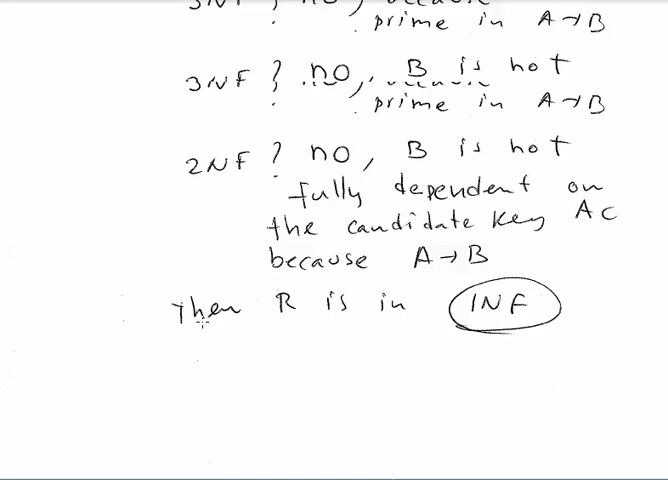 prime in A→B
3NF ? no, B is not
prime in A→B
2NF ? no, B is not
fully dependent on
the candidate key AC
because A→B
Then R is in 1NF